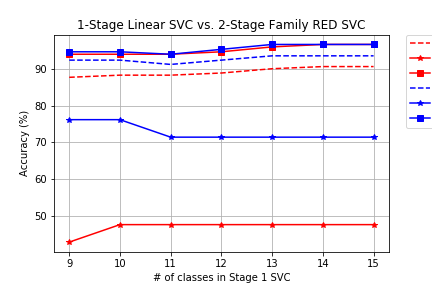 1-Stage Linear SVC vs. 2-Stage Family RED SVC
Accuracy (%)
90
80
70
60
50
9 10 11 12 13 14 15
# of classes in Stage 1 SVC